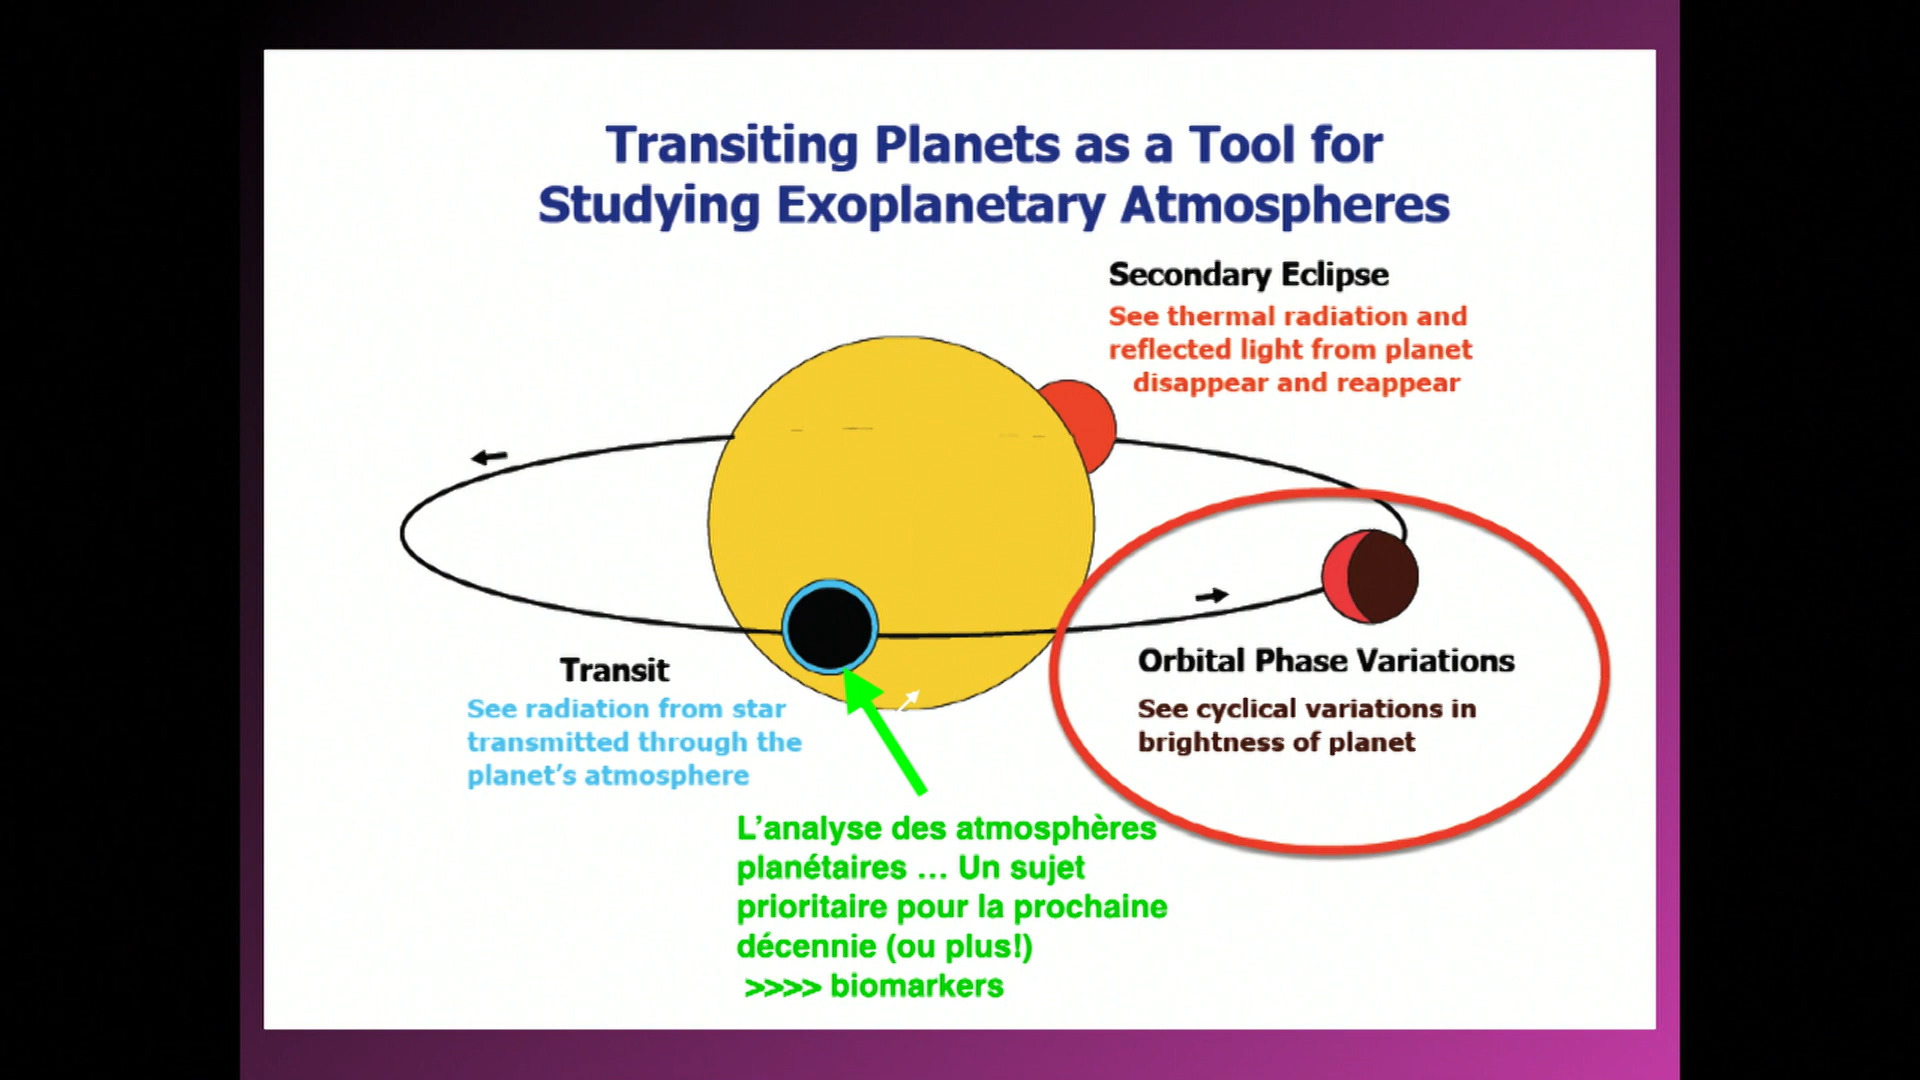 Transiting Planets as a Tool for
Studying Exoplanetary Atmospheres
Secondary Eclipse
See thermal radiation and
reflected light from planet
disappear and reappear
Transit
See radiation from star
transmitted through the
planet’s atmosphere
Orbital Phase Variations
See cyclical variations in
brightness of planet
L’analyse des atmosphères
planétaires … Un sujet
prioritaire pour la prochaine
décennie (ou plus!)
>>>> biomarkers